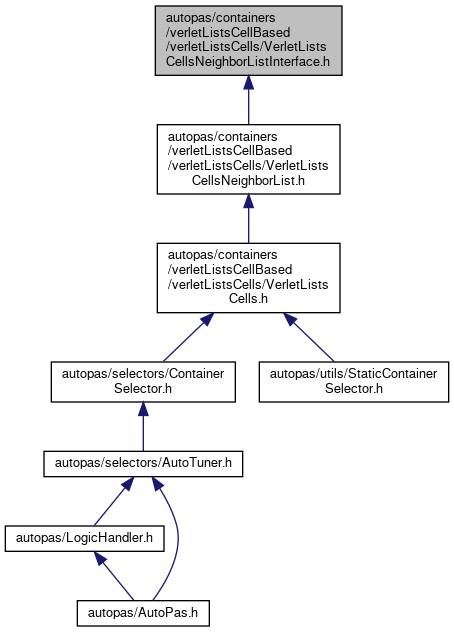 autopas/containers
/verletListsCellBased
/verletListsCells/VerletLists
CellsNeighborListInterface.h
autopas/containers
/verletListsCellBased
/verletListsCells/VerletLists
CellsNeighborList.h
autopas/containers
/verletListsCellBased
/verletListsCells/VerletLists
Cells.h
autopas/selectors/Container
Selector.h
autopas/utils/StaticContainer
Selector.h
autopas/selectors/AutoTuner.h
autopas/LogicHandler.h
autopas/AutoPas.h